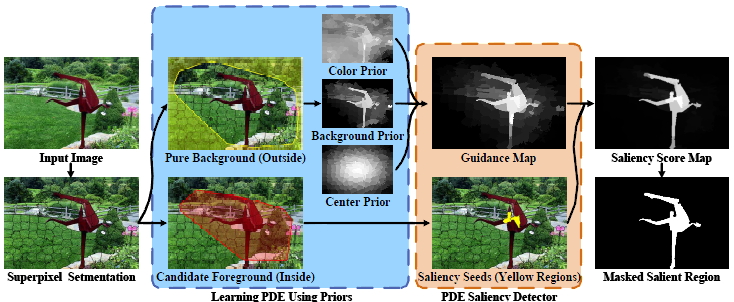 Color Prior
Input Image
Pure Background (Outside)
Background Prior
Guidance Map
Saliency Score Map
Center Prior
Superpixel Setmentation
Candidate Foreground (Inside)
Saliency Seeds (Yellow Regions)
Masked Salient Region
Learning PDE Using Priors
PDE Saliency Detector